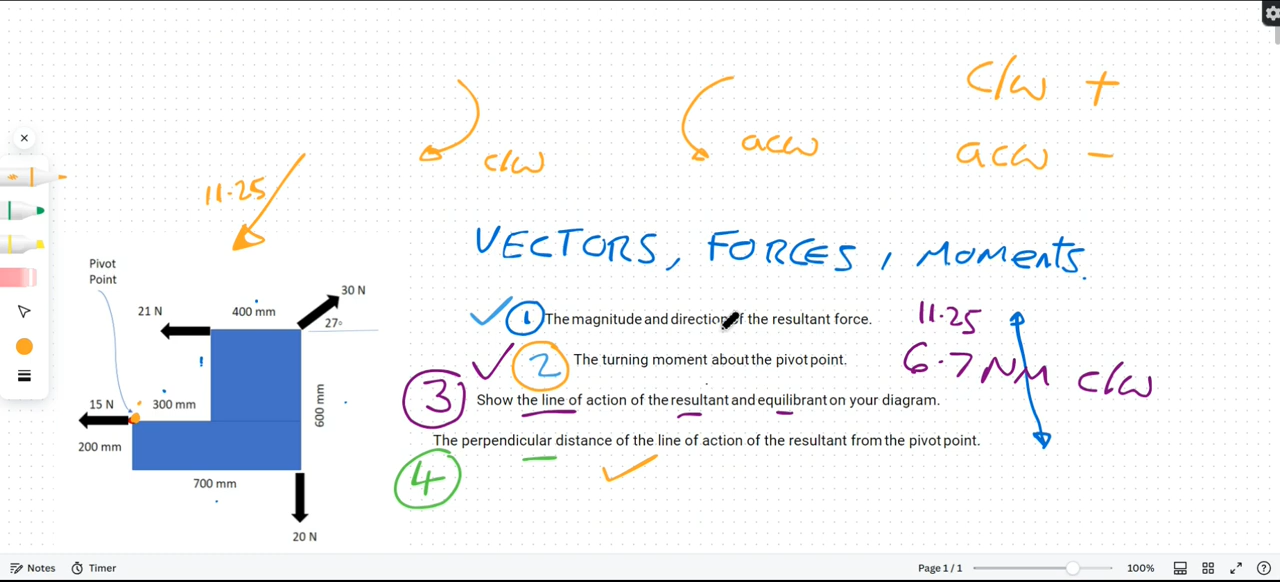 c/w +
acw -
c/w
acw
11.25
VECTORS, FORCES, MOMENTS.
Pivot
Point
21 N
400 mm
30 N
27°
15 N
300 mm
600 mm
200 mm
700 mm
20 N
1 The magnitude and direction of the resultant force.
11.25
2 The turning moment about the pivot point.
6.7 NM c/w
3 Show the line of action of the resultant and equilibrant on your diagram.
The perpendicular distance of the line of action of the resultant from the pivot point.
4
Notes
Timer
Page 1 / 1
100%